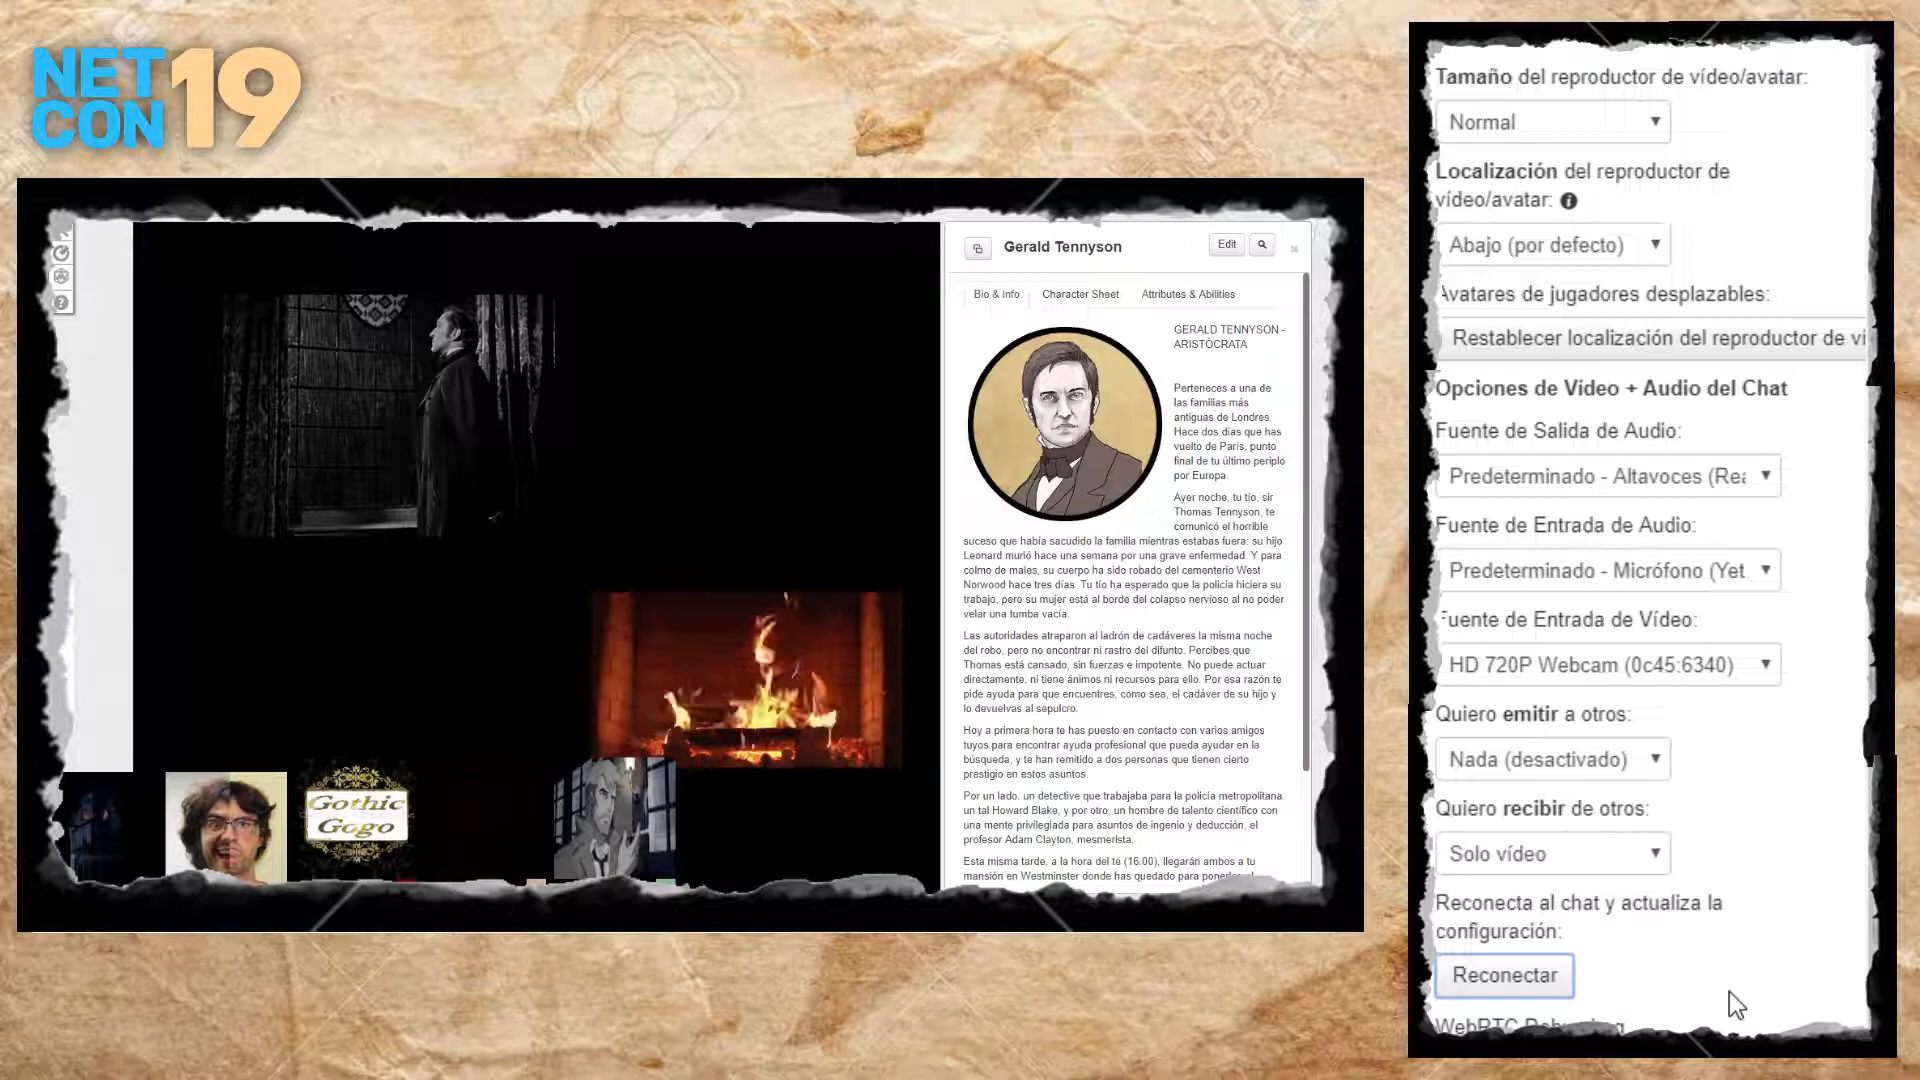 NET
CON 19
Gerald Tennyson
Edit
Bio & Info
Character Sheet
Attributes & Abilities
GERALD TENNYSON -
ARISTÓCRATA
Perteneces a una de
las familias más
antiguas de Londres.
Hace dos días que has
vuelto de París, punto
final de tu último periplo
por Europa.
Ayer noche, tu tío, sir
Thomas Tennyson, te
comunicó el horrible
suceso que había sacudido la familia mientras estabas fuera: su hijo
Leonard murió hace una semana por una grave enfermedad. Y para
colmo de males, su cuerpo ha sido robado del cementerio West
Norwood hace tres días. Tu tío ha esperado que la policía hiciera su
trabajo, pero su mujer está al borde del colapso nervioso al no poder
velar una tumba vacía.
Las autoridades atraparon al ladrón de cadáveres la misma noche
del robo, pero no encontrar ni rastro del difunto. Percibes que
Thomas está cansado, sin fuerzas e impotente. No puede actuar
directamente, ni tiene ánimos ni recursos para ello. Por esa razón te
pide ayuda para que encuentres, como sea, el cadáver de su hijo y
lo devuelvas al sepulcro.
Hoy a primera hora te has puesto en contacto con varios amigos
tuyos para encontrar ayuda profesional que pueda ayudar en la
búsqueda, y te han remitido a dos personas que tienen cierto
prestigio en estos asuntos.
Por un lado, un detective que trabajaba para la policía metropolitana,
un tal Howard Blake, y por otro, un hombre de talento científico con
una mente privilegiada para asuntos de ingenio y deducción, el
profesor Adam Clayton, mesmerista.
Esta misma tarde, a la hora del té (16:00), llegarán ambos a tu
mansión en Westminster donde has quedado para
Gothic
Gogo
Tamaño del reproductor de vídeo/avatar:
Normal
Localización del reproductor de
vídeo/avatar:
Abajo (por defecto)
Avatares de jugadores desplazables:
Restablecer localización del reproductor de vi
Opciones de Vídeo + Audio del Chat
Fuente de Salida de Audio:
Predeterminado - Altavoces (Rea
Fuente de Entrada de Audio:
Predeterminado - Micrófono (Yet
Fuente de Entrada de Vídeo:
HD 720P Webcam (0c45:6340)
Quiero emitir a otros:
Nada (desactivado)
Quiero recibir de otros:
Solo vídeo
Reconecta al chat y actualiza la
configuración:
Reconectar
WebRTC